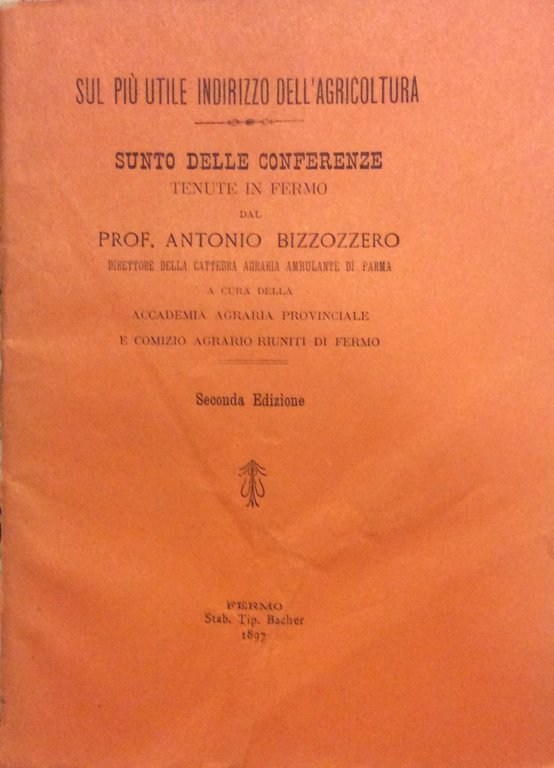 SUL PIÙ UTILE INDIRIZZO DELL'AGRICOLTURA
SUNTO DELLE CONFERENZE
TENUTE IN FERMO
DAL
PROF. ANTONIO BIZZOZZERO
DIRETTORE DELLA CATTEDRA AGRARIA AMBULANTE DI PARMA
A CURA DELLA
ACCADEMIA AGRARIA PROVINCIALE
E COMIZIO AGRARIO RIUNITI DI FERMO
Seconda Edizione
FERMO
Stab. Tip. Bacher
1897